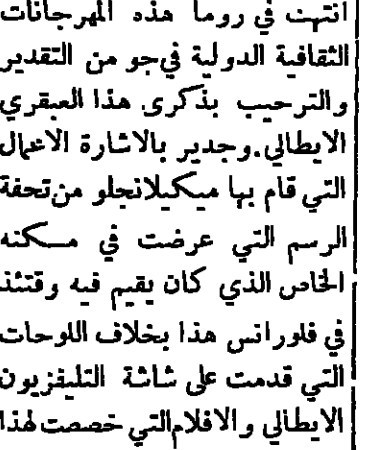 انتهت في روما هذه المهرجانات
الثقافية الدولية في جو من التقدير
والترحيب بذكرى هذا العبقري
الايطالي. وجدير بالاشارة الاعمال
التي قام بها ميكيلانجلو من تحفة
الرسم التي عرضت في مسكنه
الخاص الذي كان يقيم فيه وقتئذ
في فلورانس هذا بخلاف اللوحات
التي قدمت على شاشة التليفزيون
الايطالي والافلام التي خصصت لهذا